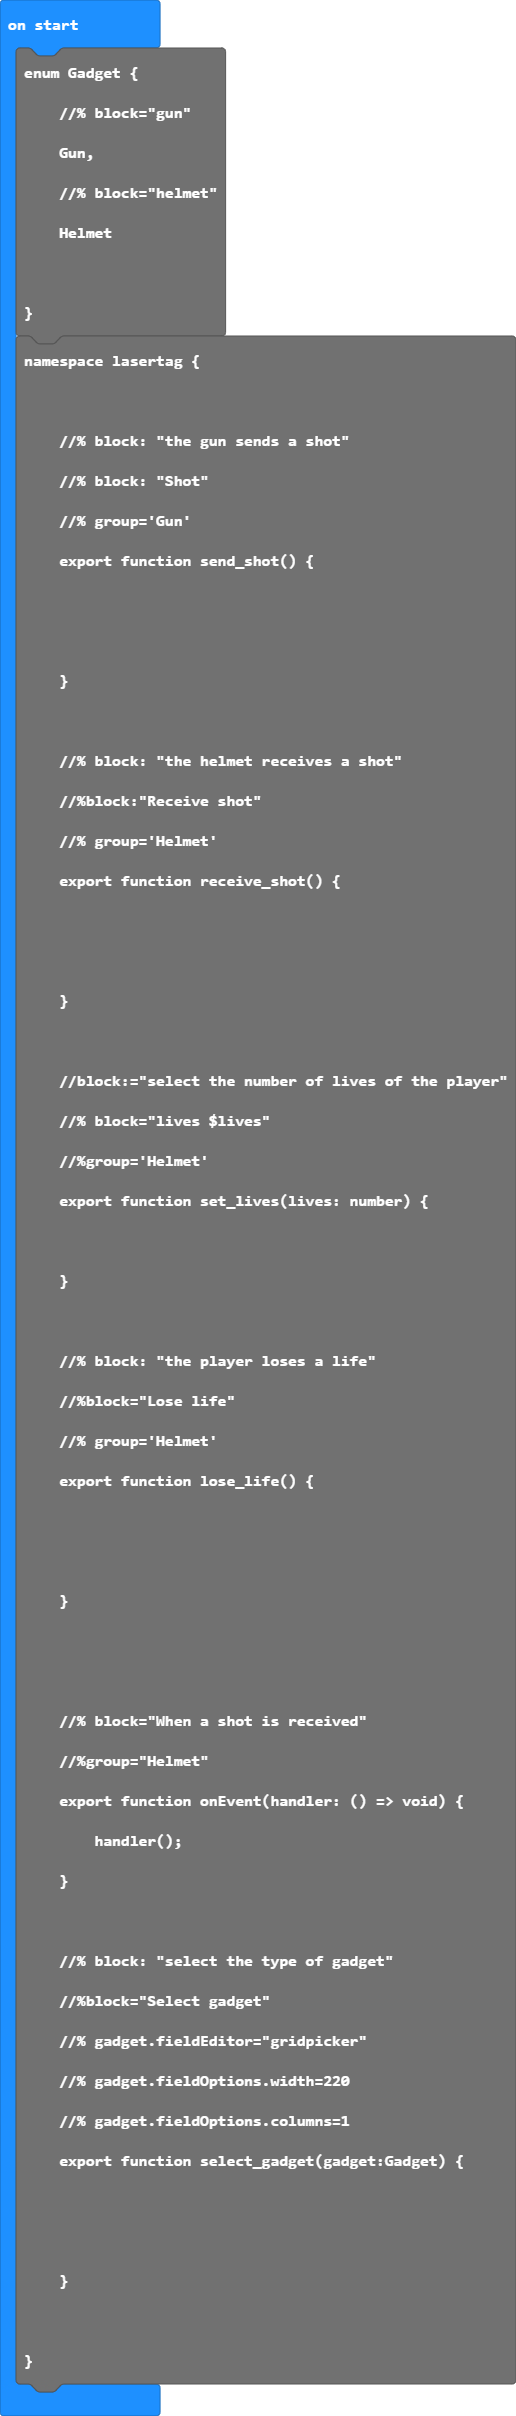 on start
enum Gadget {
//% block="gun"
Gun,
//% block="helmet"
Helmet
}
namespace lasertag {
//% block: "the gun sends a shot"
//% block: "Shot"
//% group='Gun'
export function send_shot() {
}
//% block: "the helmet receives a shot"
//%block:"Receive shot"
//% group='Helmet'
export function receive_shot() {
}
//block:="select the number of lives of the player"
//% block="lives $lives"
//%group='Helmet'
export function set_lives(lives: number) {
}
//% block: "the player loses a life"
//%block="Lose life"
//% group='Helmet'
export function lose_life() {
}
//% block="When a shot is received"
//%group="Helmet"
export function onEvent(handler: () => void) {
handler();
}
//% block: "select the type of gadget"
//%block="Select gadget"
//% gadget.fieldEditor="gridpicker"
//% gadget.fieldOptions.width=220
//% gadget.fieldOptions.columns=1
export function select_gadget(gadget:Gadget) {
}
}